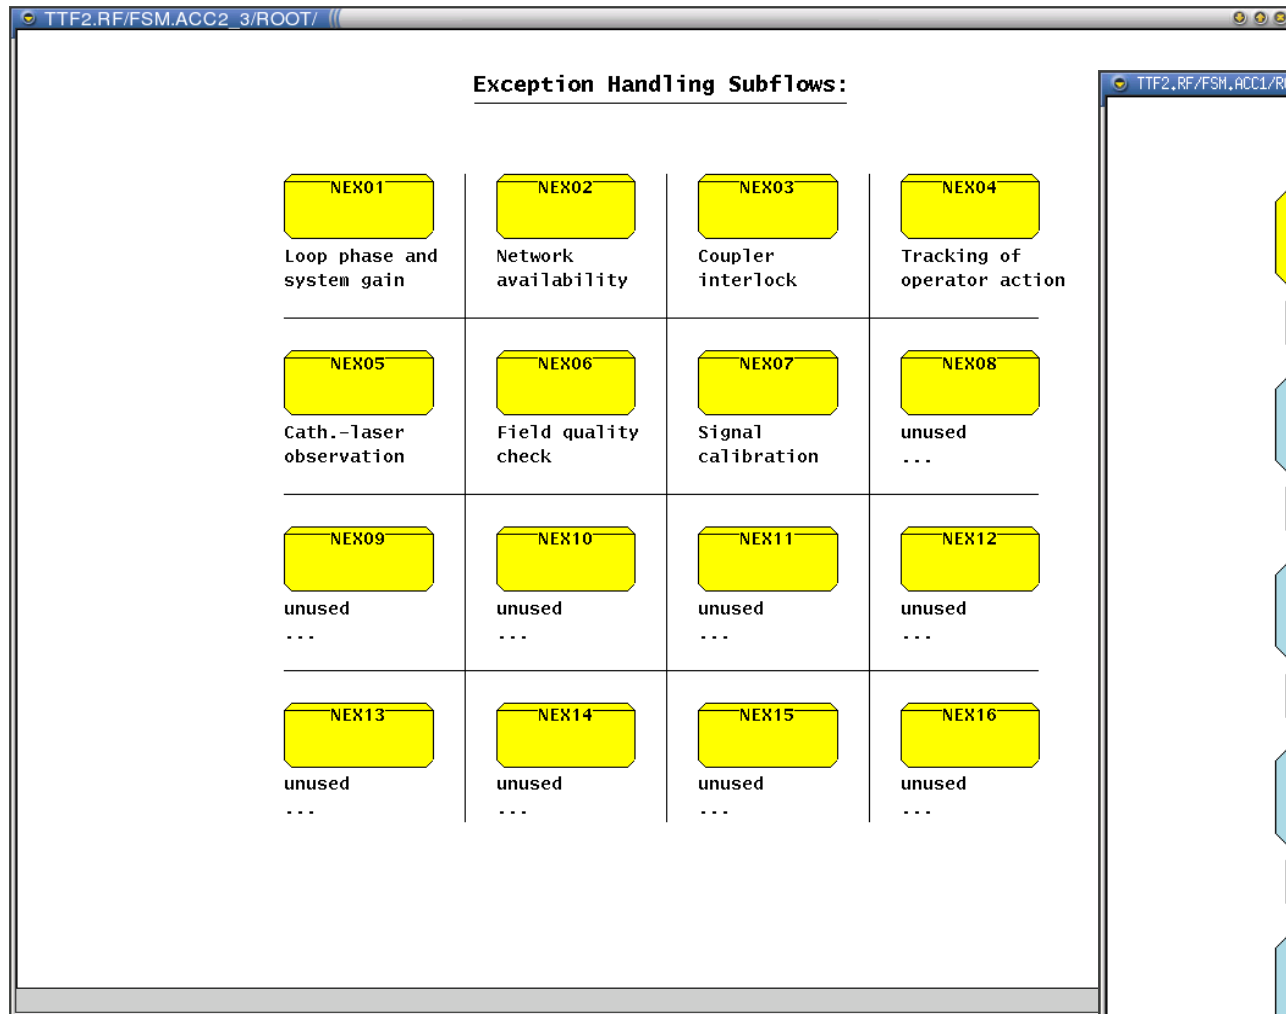 TTF2.RF/FSM.ACC2_3/ROOT/
Exception Handling Subflows:
TTF2.RF/FSM.ACC1/R
NEX01 NEX02 NEX03 NEX04
Loop phase and Network Coupler Tracking of
system gain availability interlock operator action
NEX05 NEX06 NEX07 NEX08
Cath.-laser Field quality Signal unused
observation check calibration ...
NEX09 NEX10 NEX11 NEX12
unused unused unused unused
... ... ... ...
NEX13 NEX14 NEX15 NEX16
unused unused unused unused
... ... ... ...